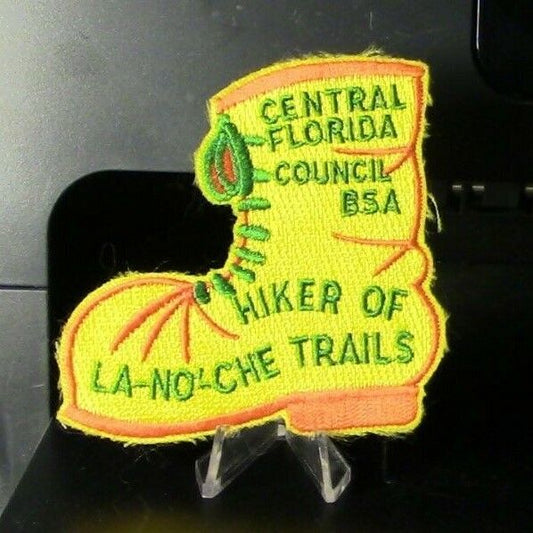 CENTRAL
FLORIDA
COUNCIL
BSA
HIKER OF
LA-NO'-CHE TRAILS